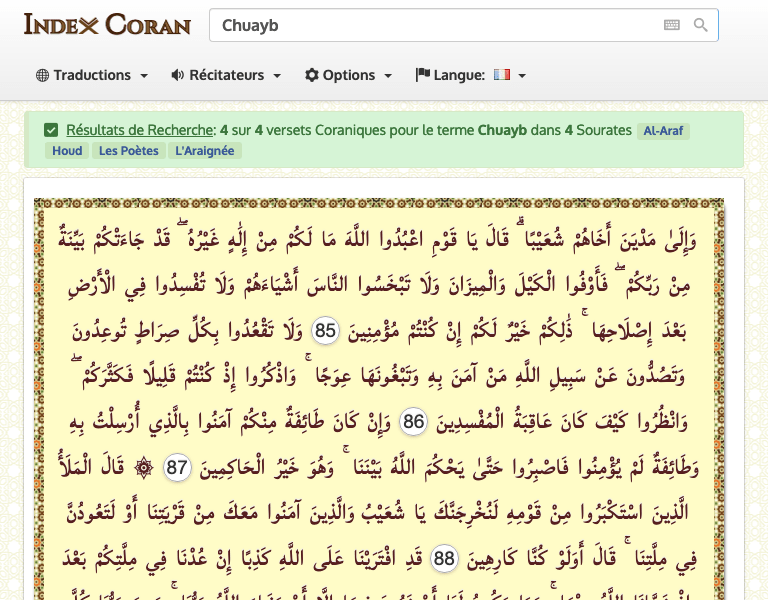 INDEX CORAN
Chuayb
Traductions Récitateurs Options Langue:
Résultats de Recherche: 4 sur 4 versets Coraniques pour le terme Chuayb dans 4 Sourates Al-Araf
Houd Les Poètes L'Araignée
وَإِلَىٰ مَدْيَنَ أَخَاهُمْ شُعَيْبًا ۗ قَالَ يَا قَوْمِ اعْبُدُوا اللَّهَ مَا لَكُمْ مِنْ إِلَٰهٍ غَيْرُهُ ۖ قَدْ جَاءَتْكُمْ بَيِّنَةٌ
مِنْ رَبِّكُمْ ۖ فَأَوْفُوا الْكَيْلَ وَالْمِيزَانَ وَلَا تَبْخَسُوا النَّاسَ أَشْيَاءَهُمْ وَلَا تُفْسِدُوا فِي الْأَرْضِ
بَعْدَ إِصْلَاحِهَا ۚ ذَٰلِكُمْ خَيْرٌ لَكُمْ إِنْ كُنْتُمْ مُؤْمِنِينَ 85 وَلَا تَقْعُدُوا بِكُلِّ صِرَاطٍ تُوعِدُونَ
وَتَصُدُّونَ عَنْ سَبِيلِ اللَّهِ مَنْ آمَنَ بِهِ وَتَبْغُونَهَا عِوَجًا ۚ وَاذْكُرُوا إِذْ كُنْتُمْ قَلِيلًا فَكَثَّرَكُمْ ۖ
وَانْظُرُوا كَيْفَ كَانَ عَاقِبَةُ الْمُفْسِدِينَ 86 وَإِنْ كَانَ طَائِفَةٌ مِنْكُمْ آمَنُوا بِالَّذِي أُرْسِلْتُ بِهِ
وَطَائِفَةٌ لَمْ يُؤْمِنُوا فَاصْبِرُوا حَتَّىٰ يَحْكُمَ اللَّهُ بَيْنَنَا ۚ وَهُوَ خَيْرُ الْحَاكِمِينَ 87 ۞ قَالَ الْمَلَأُ
الَّذِينَ اسْتَكْبَرُوا مِنْ قَوْمِهِ لَنُخْرِجَنَّكَ يَا شُعَيْبُ وَالَّذِينَ آمَنُوا مَعَكَ مِنْ قَرْيَتِنَا أَوْ لَتَعُودُنَّ
فِي مِلَّتِنَا ۚ قَالَ أَوَلَوْ كُنَّا كَارِهِينَ 88 قَدِ افْتَرَيْنَا عَلَى اللَّهِ كَذِبًا إِنْ عُدْنَا فِي مِلَّتِكُمْ بَعْدَ